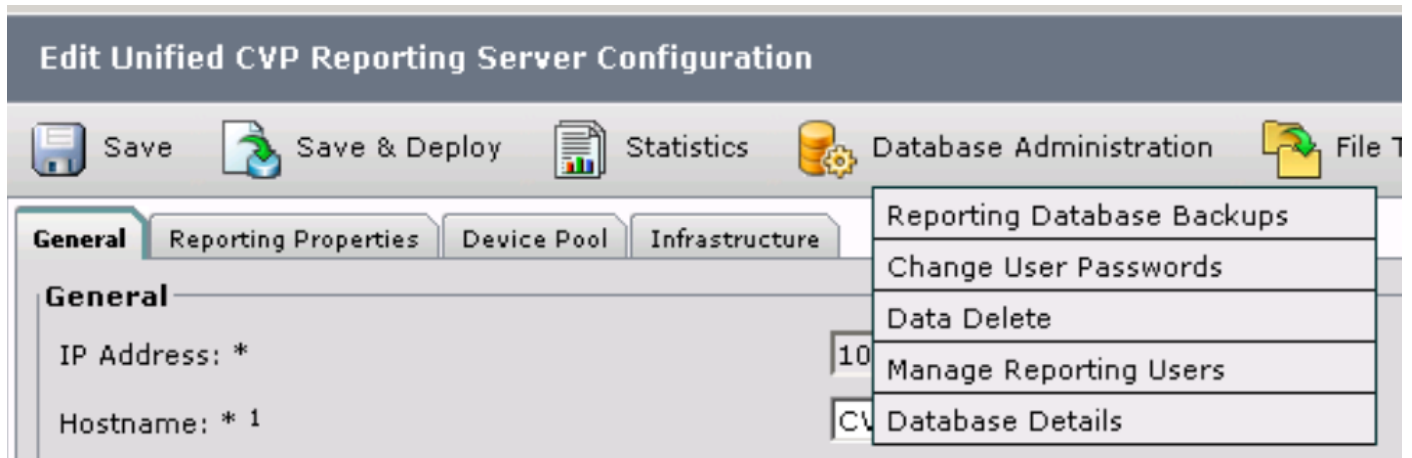 Edit Unified CVP Reporting Server Configuration
Save Save & Deploy Statistics Database Administration File
General Reporting Properties Device Pool Infrastructure
Reporting Database Backups
Change User Passwords
Data Delete
Manage Reporting Users
Database Details
General
IP Address: * 10
Hostname: * 1